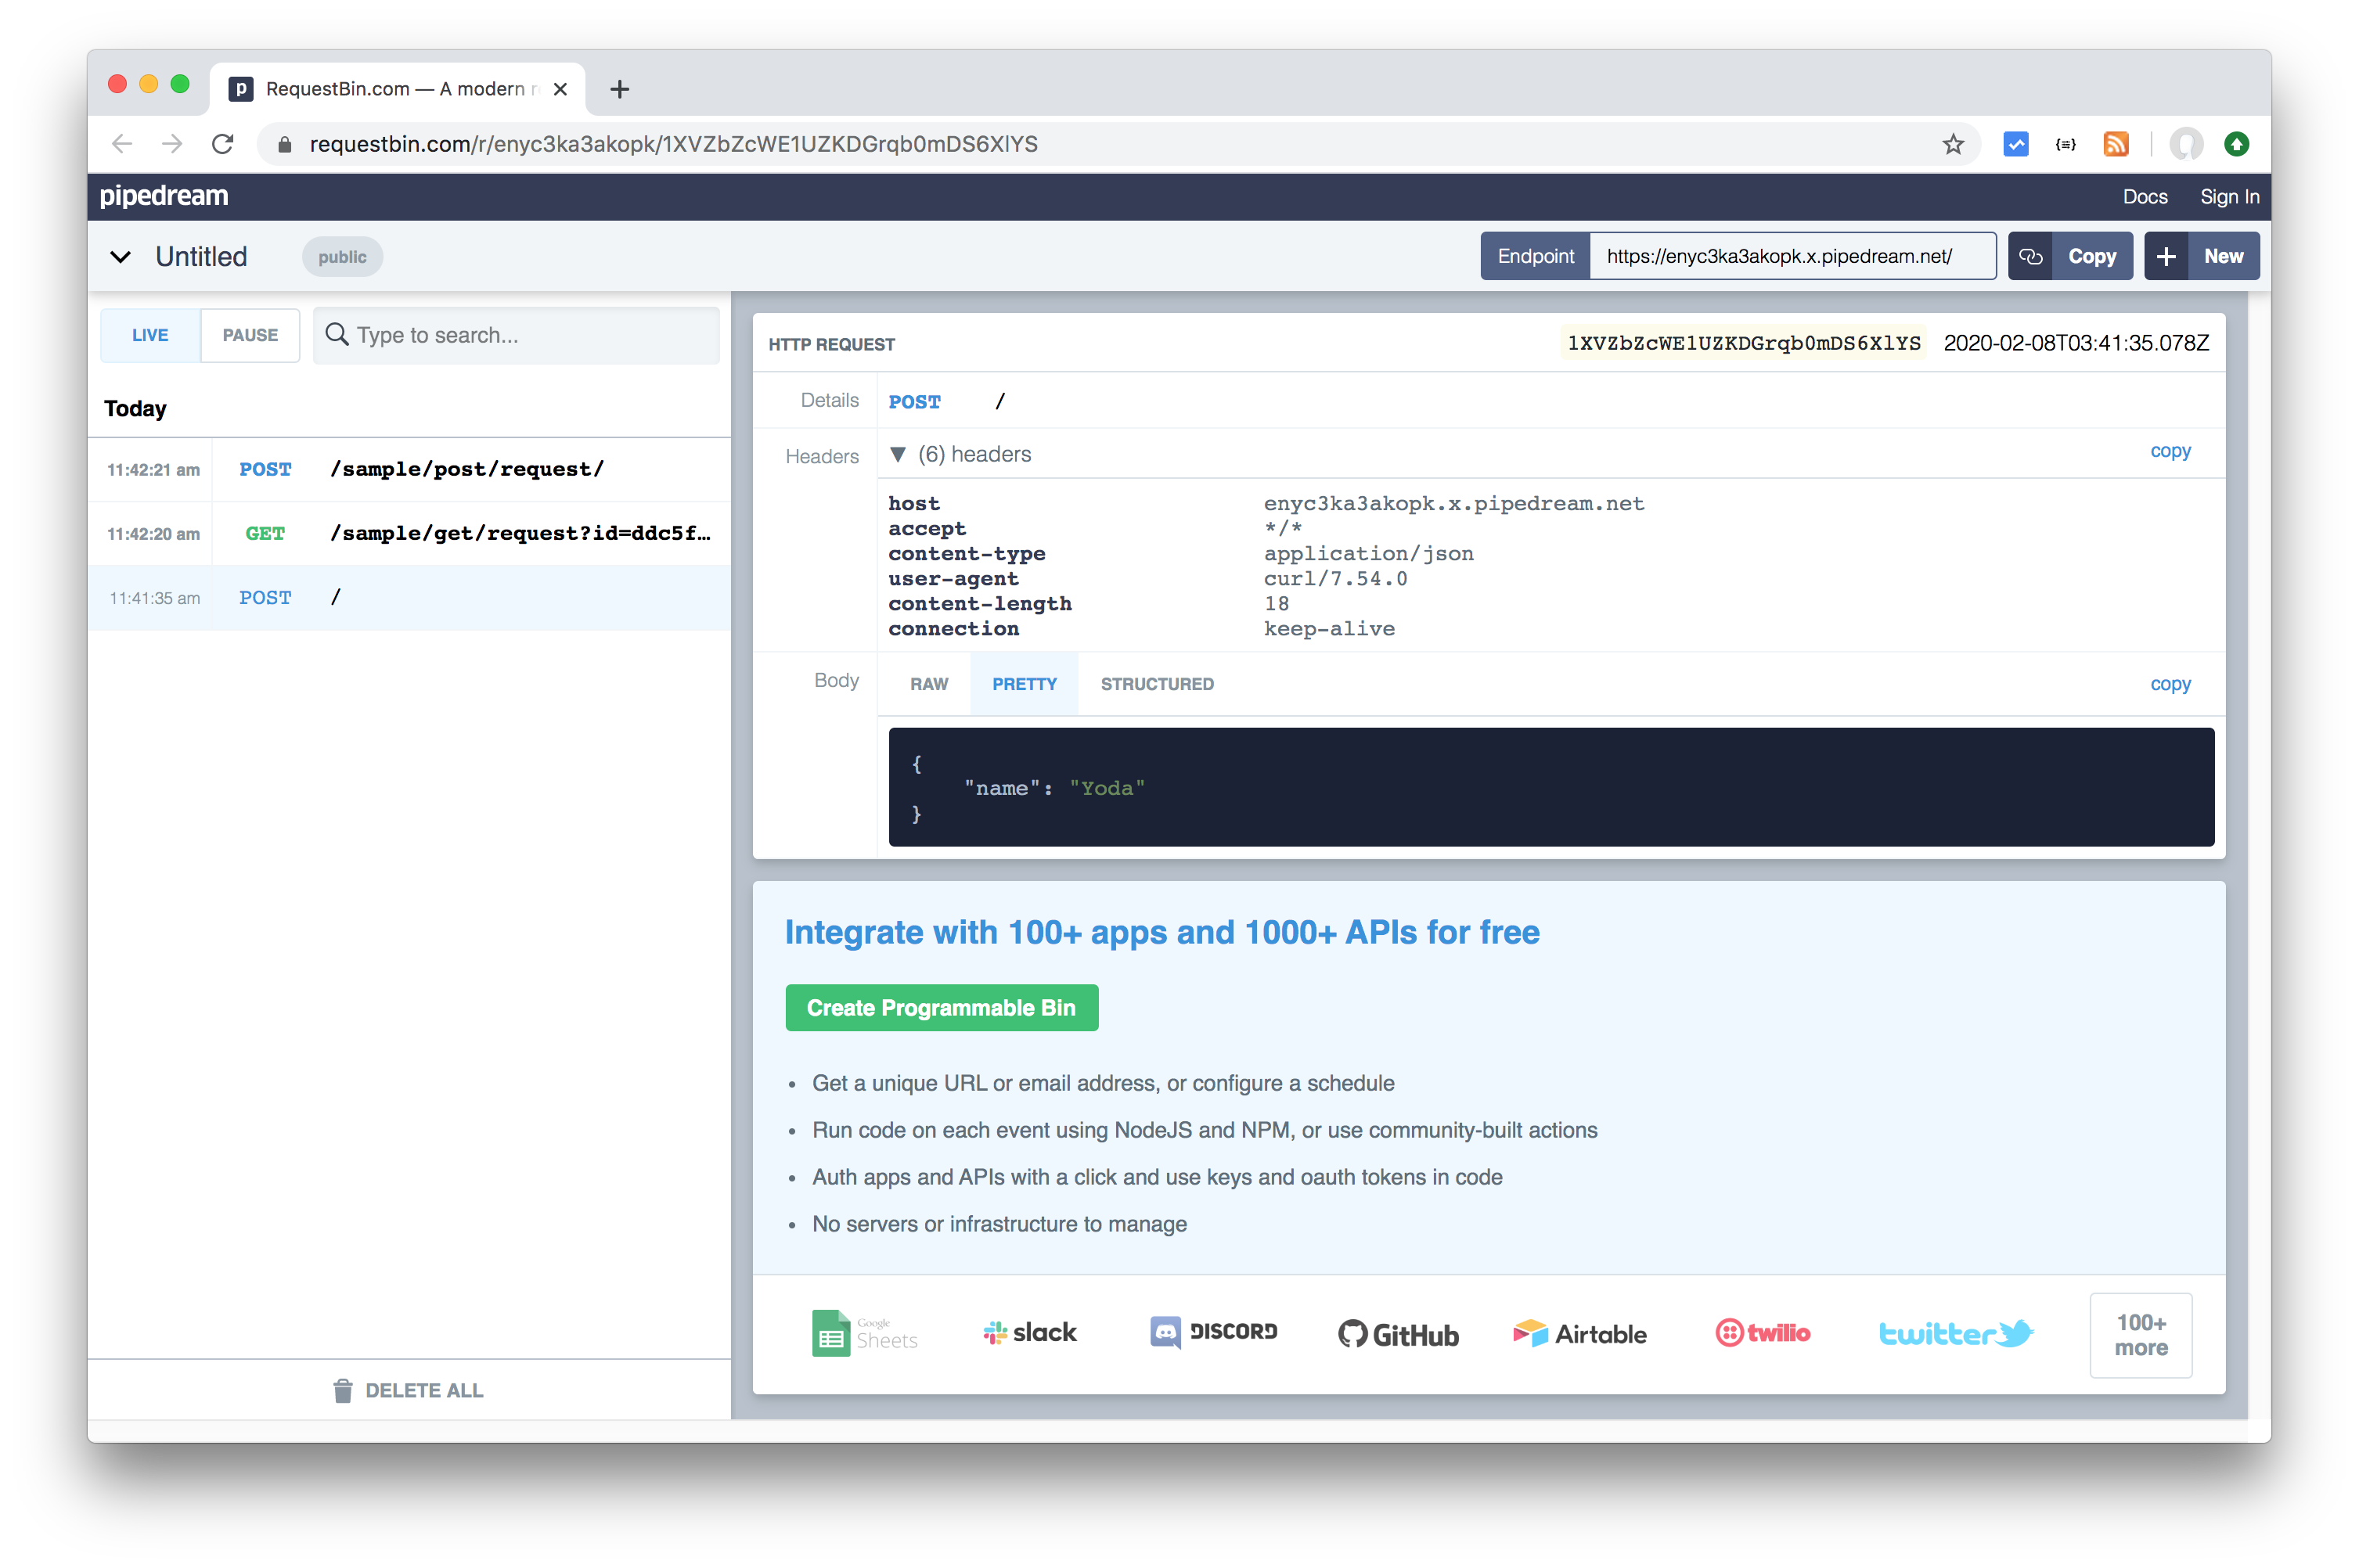 RequestBin.com — A modern r
requestbin.com/r/enyc3ka3akopk/1XVZbZcWE1UZKDGrqb0mDS6XlYS
pipedream
Docs Sign In
Untitled public Endpoint https://enyc3ka3akopk.x.pipedream.net/ Copy New
LIVE PAUSE Type to search...
Today
11:42:21 am POST /sample/post/request/
11:42:20 am GET /sample/get/request?id=ddc5f…
11:41:35 am POST /
DELETE ALL
HTTP REQUEST 1XVZbZcWE1UZKDGrqb0mDS6XlYS 2020-02-08T03:41:35.078Z
Details POST /
Headers ▼ (6) headers copy
host enyc3ka3akopk.x.pipedream.net
accept */*
content-type application/json
user-agent curl/7.54.0
content-length 18
connection keep-alive
Body RAW PRETTY STRUCTURED copy
{
"name": "Yoda"
}
Integrate with 100+ apps and 1000+ APIs for free
Create Programmable Bin
• Get a unique URL or email address, or configure a schedule
• Run code on each event using NodeJS and NPM, or use community-built actions
• Auth apps and APIs with a click and use keys and oauth tokens in code
• No servers or infrastructure to manage
Google Sheets slack DISCORD GitHub Airtable twilio twitter 100+ more